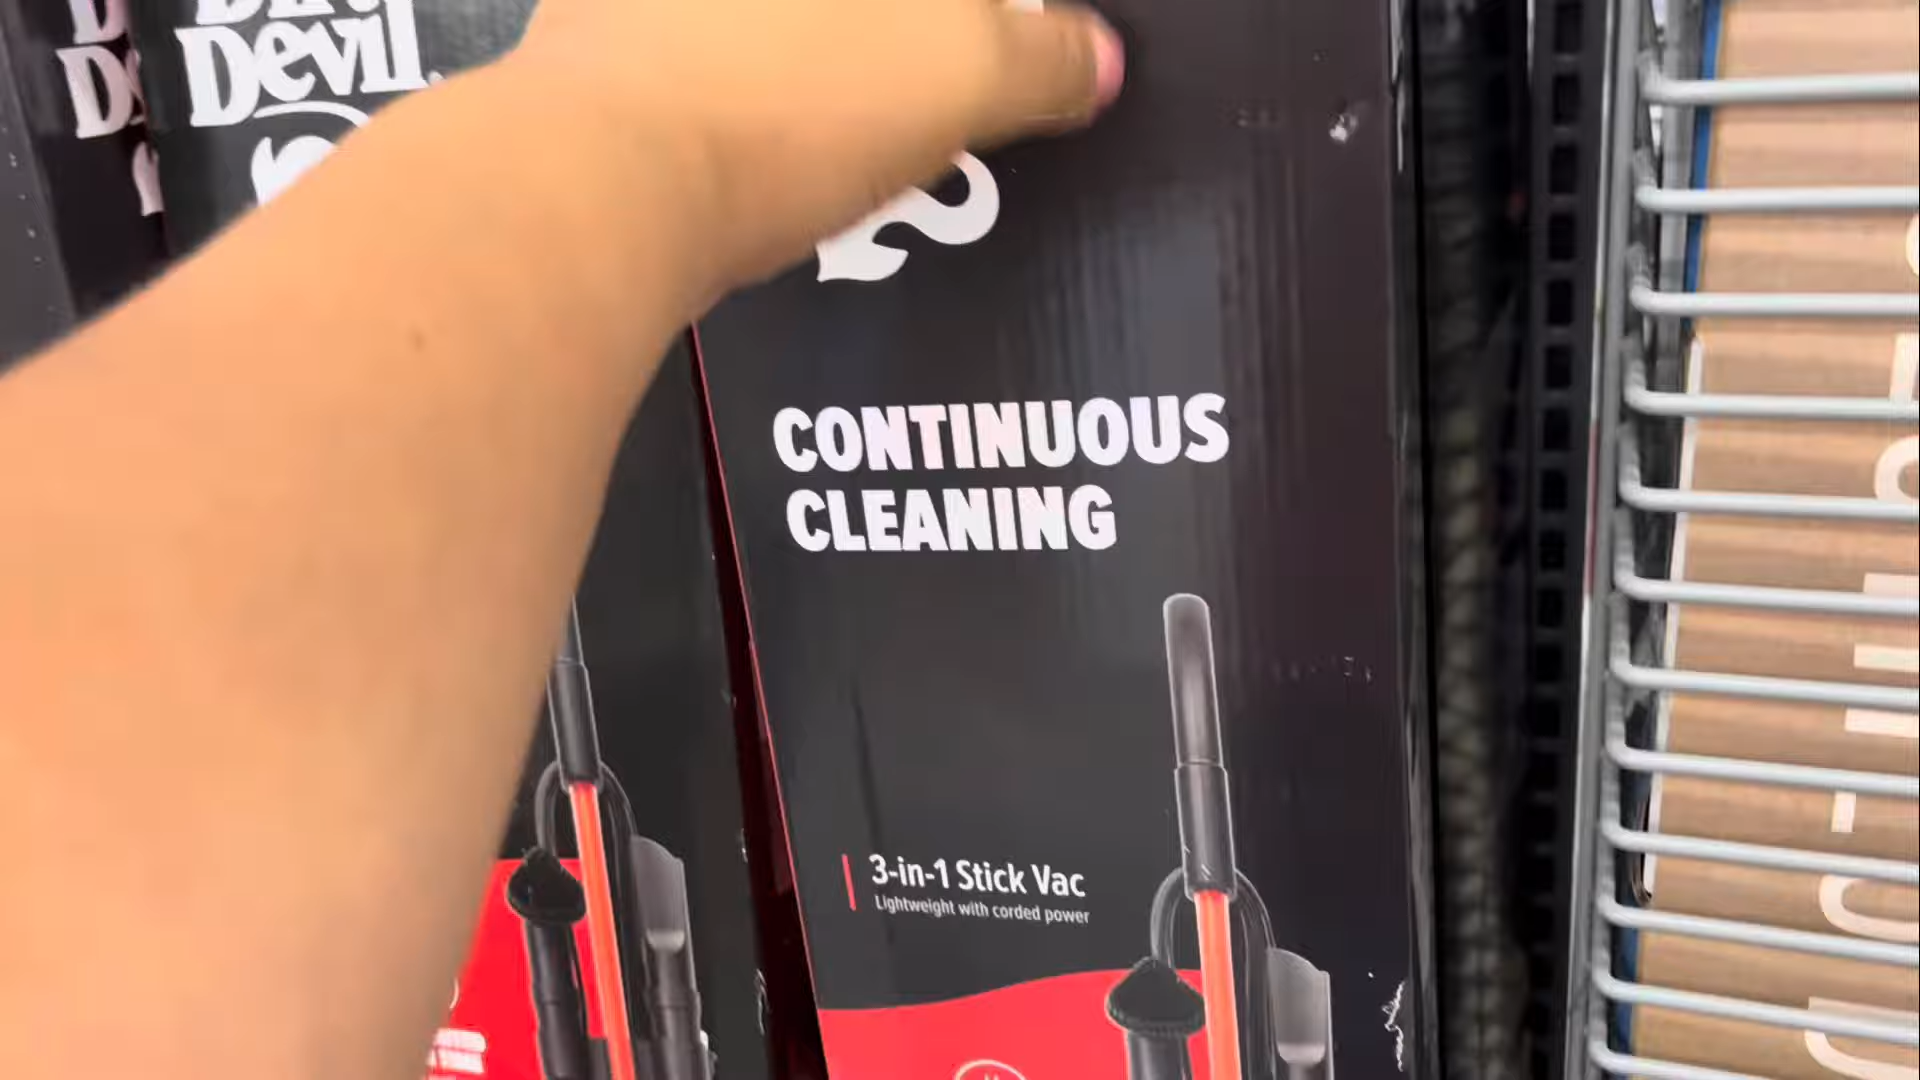 Devil
CONTINUOUS
CLEANING
3-in-1 Stick Vac
Lightweight with corded power